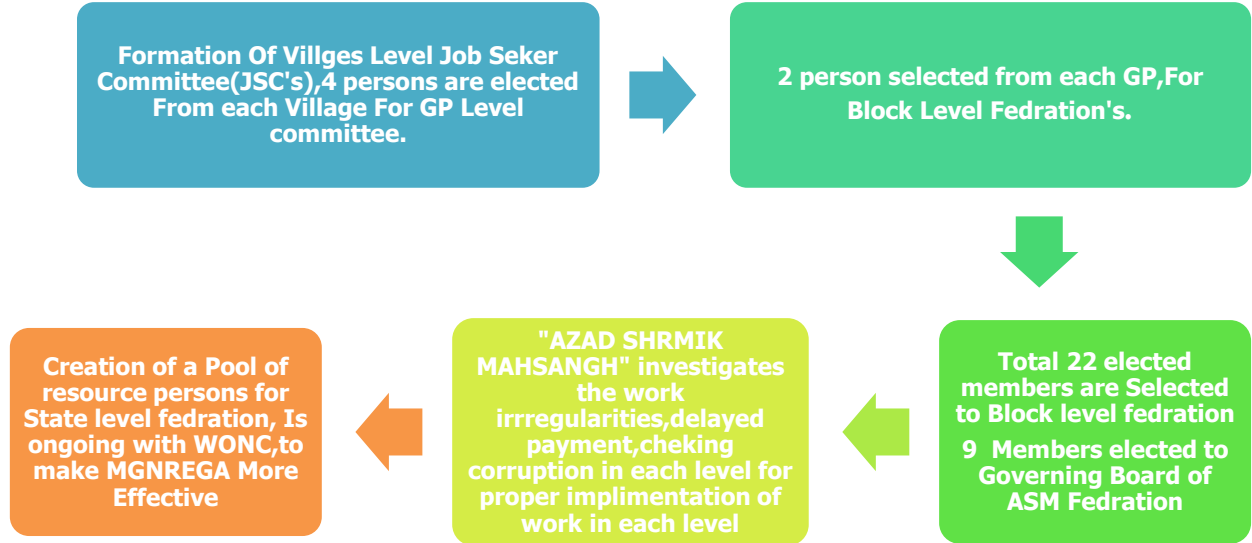 Formation Of Villges Level Job Seker
Committee(JSC's),4 persons are elected
From each Village For GP Level
committee.
2 person selected from each GP,For
Block Level Fedration's.
Total 22 elected
members are Selected
to Block level fedration
9 Members elected to
Governing Board of
ASM Fedration
"AZAD SHRMIK
MAHSANGH" investigates
the work
irrregularities,delayed
payment,cheking
corruption in each level for
proper implimentation of
work in each level
Creation of a Pool of
resource persons for
State level fedration, Is
ongoing with WONC,to
make MGNREGA More
Effective